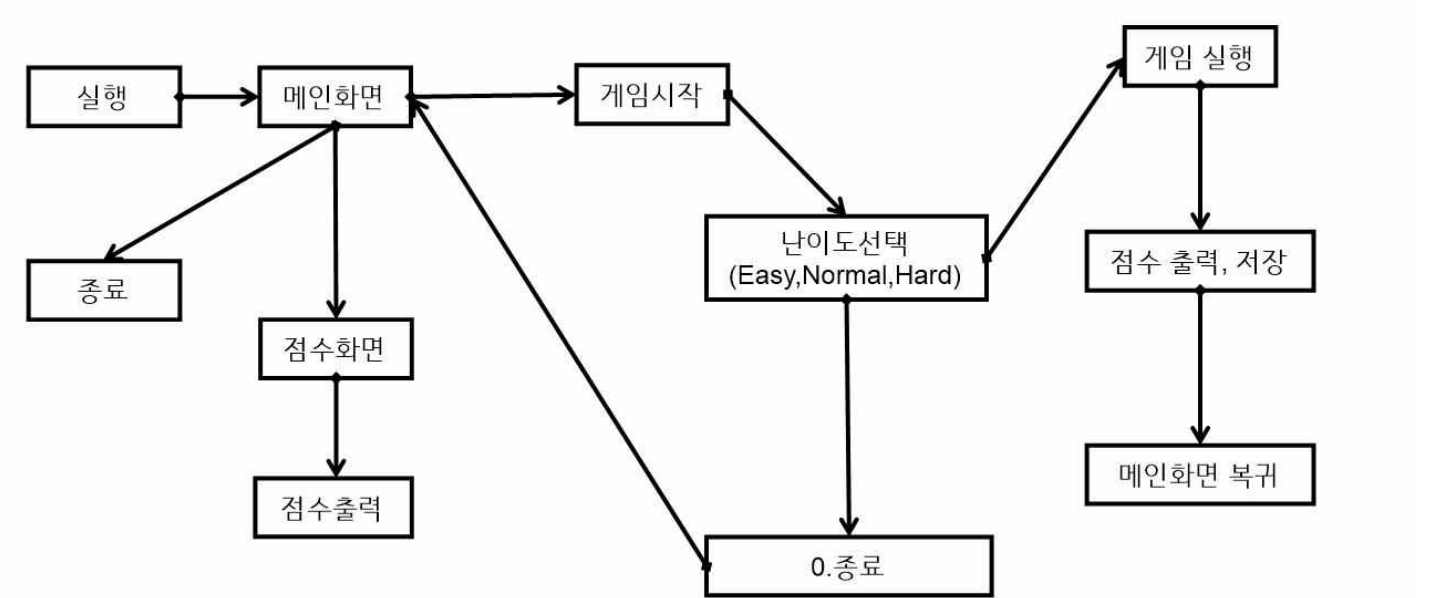 실행
메인화면
게임시작
게임 실행
난이도선택
(Easy,Normal,Hard)
점수 출력, 저장
종료
점수화면
메인화면 복귀
점수출력
0.종료